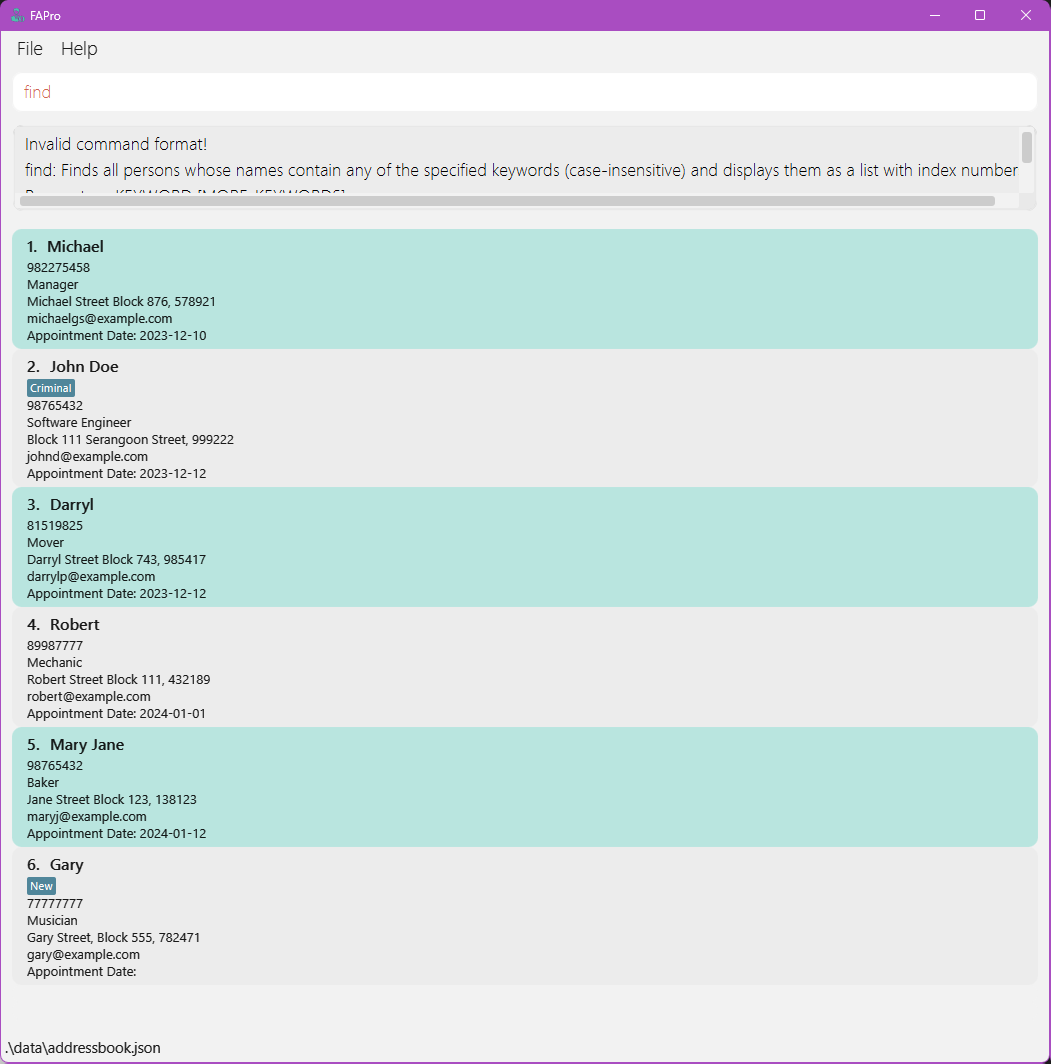 FAPro
File Help
find
Invalid command format!
find: Finds all persons whose names contain any of the specified keywords (case-insensitive) and displays them as a list with index number
Parameters: KEYWORD [MORE_KEYWORDS]
1. Michael
982275458
Manager
Michael Street Block 876, 578921
michaelgs@example.com
Appointment Date: 2023-12-10
2. John Doe
Criminal
98765432
Software Engineer
Block 111 Serangoon Street, 999222
johnd@example.com
Appointment Date: 2023-12-12
3. Darryl
81519825
Mover
Darryl Street Block 743, 985417
darrylp@example.com
Appointment Date: 2023-12-12
4. Robert
89987777
Mechanic
Robert Street Block 111, 432189
robert@example.com
Appointment Date: 2024-01-01
5. Mary Jane
98765432
Baker
Jane Street Block 123, 138123
maryj@example.com
Appointment Date: 2024-01-12
6. Gary
New
77777777
Musician
Gary Street, Block 555, 782471
gary@example.com
Appointment Date:
.\data\addressbook.json